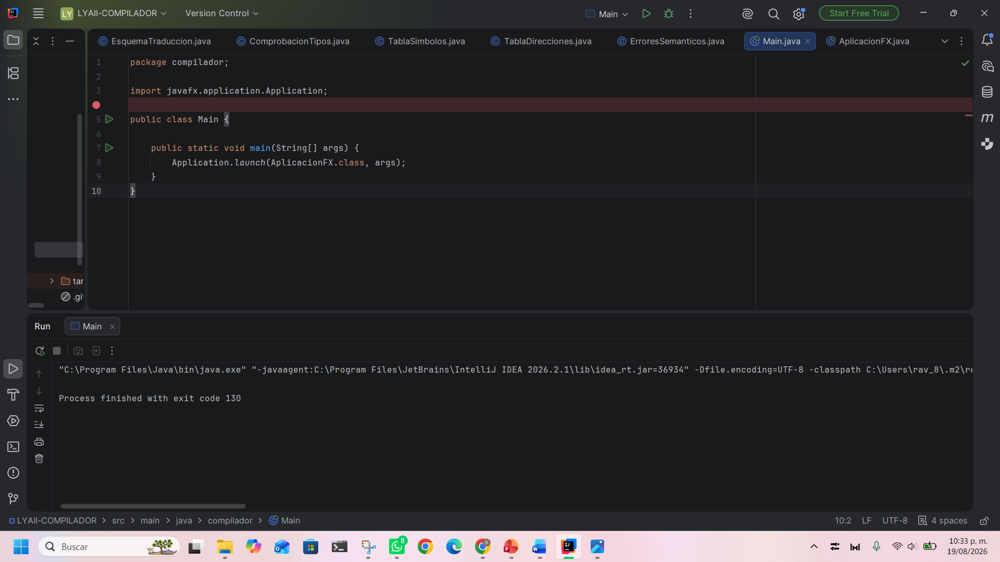 LY LYAII-COMPILADOR Version Control Main Start Free Trial
EsquemaTraduccion.java ComprobacionTipos.java TablaSimbolos.java TablaDirecciones.java ErroresSemanticos.java Main.java AplicacionFX.java
1 package compilador;
2
3 import javafx.application.Application;
5 public class Main {
6
7 public static void main(String[] args) {
8 Application.launch(AplicacionFX.class, args);
9 }
10 }
tar
.git
Run Main
"C:\Program Files\Java\bin\java.exe" "-javaagent:C:\Program Files\JetBrains\IntelliJ IDEA 2026.2.1\lib\idea_rt.jar=36934" -Dfile.encoding=UTF-8 -classpath C:\Users\rav_8\.m2\re
Process finished with exit code 130
LYAII-COMPILADOR > src > main > java > compilador > Main 10:2 LF UTF-8 4 spaces
Buscar 8 10:33 p. m.
19/08/2026